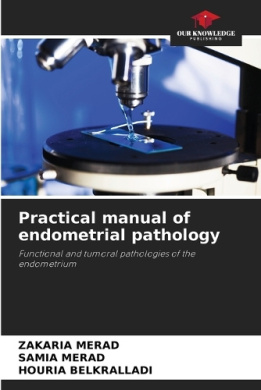 OUR KNOWLEDGE
PUBLISHING
Practical manual of
endometrial pathology
Functional and tumoral pathologies of the
endometrium
ZAKARIA MERAD
SAMIA MERAD
HOURIA BELKRALLADI